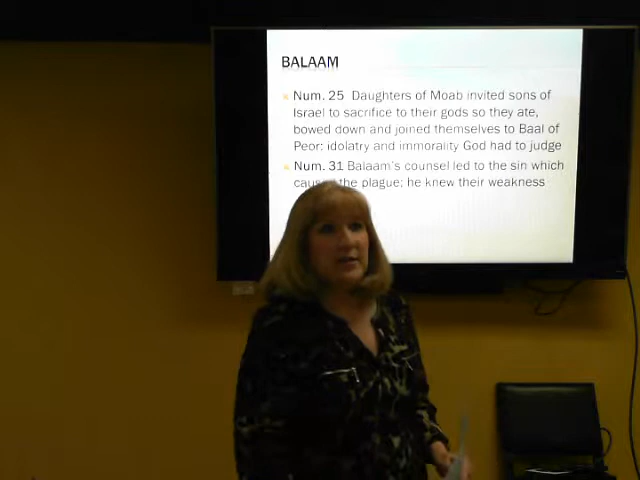 BALAAM
Num. 25 Daughters of Moab invited sons of
Israel to sacrifice to their gods so they ate,
bowed down and joined themselves to Baal of
Peor: idolatry and immorality God had to judge
Num. 31 Balaam's counsel led to the sin which
the plague; he knew their weakness